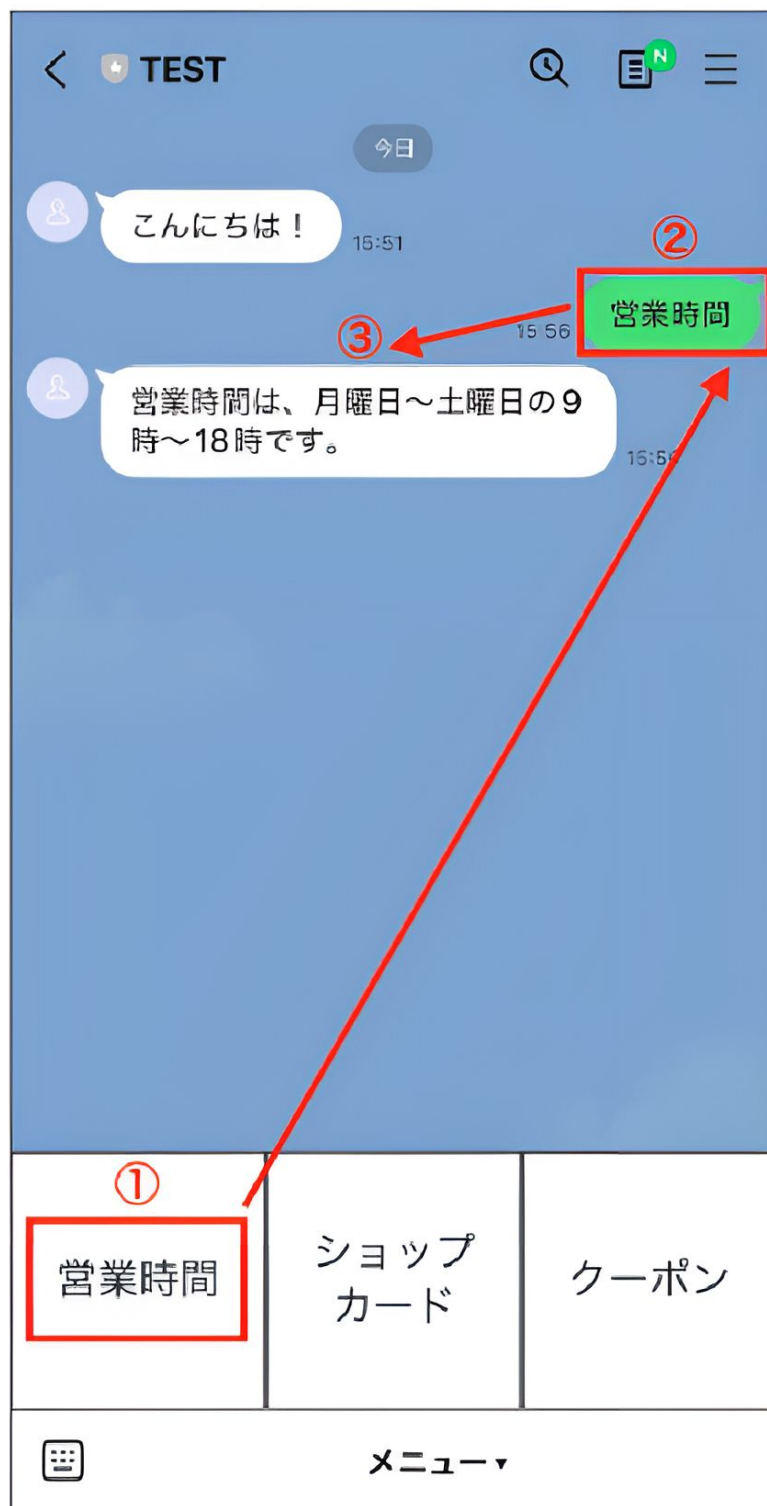 TEST
N
今日
こんにちは！
15:51
②
営業時間
15:56
③
営業時間は、月曜日～土曜日の9
時～18時です。
①
営業時間
ショップ
カード
クーポン
メニュー▼